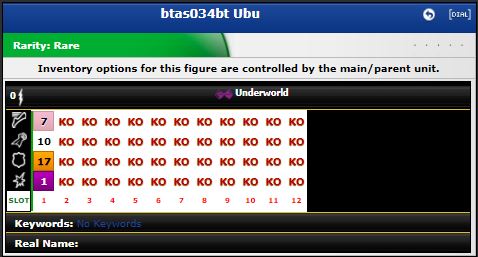 btas034bt Ubu
[DIAL]
Rarity: Rare
Inventory options for this figure are controlled by the main/parent unit.
0 Underworld
7 KO KO KO KO KO KO KO KO KO KO KO
10 KO KO KO KO KO KO KO KO KO KO KO
17 KO KO KO KO KO KO KO KO KO KO KO
1 KO KO KO KO KO KO KO KO KO KO KO
SLOT 1 2 3 4 5 6 7 8 9 10 11 12
Keywords: No Keywords
Real Name: